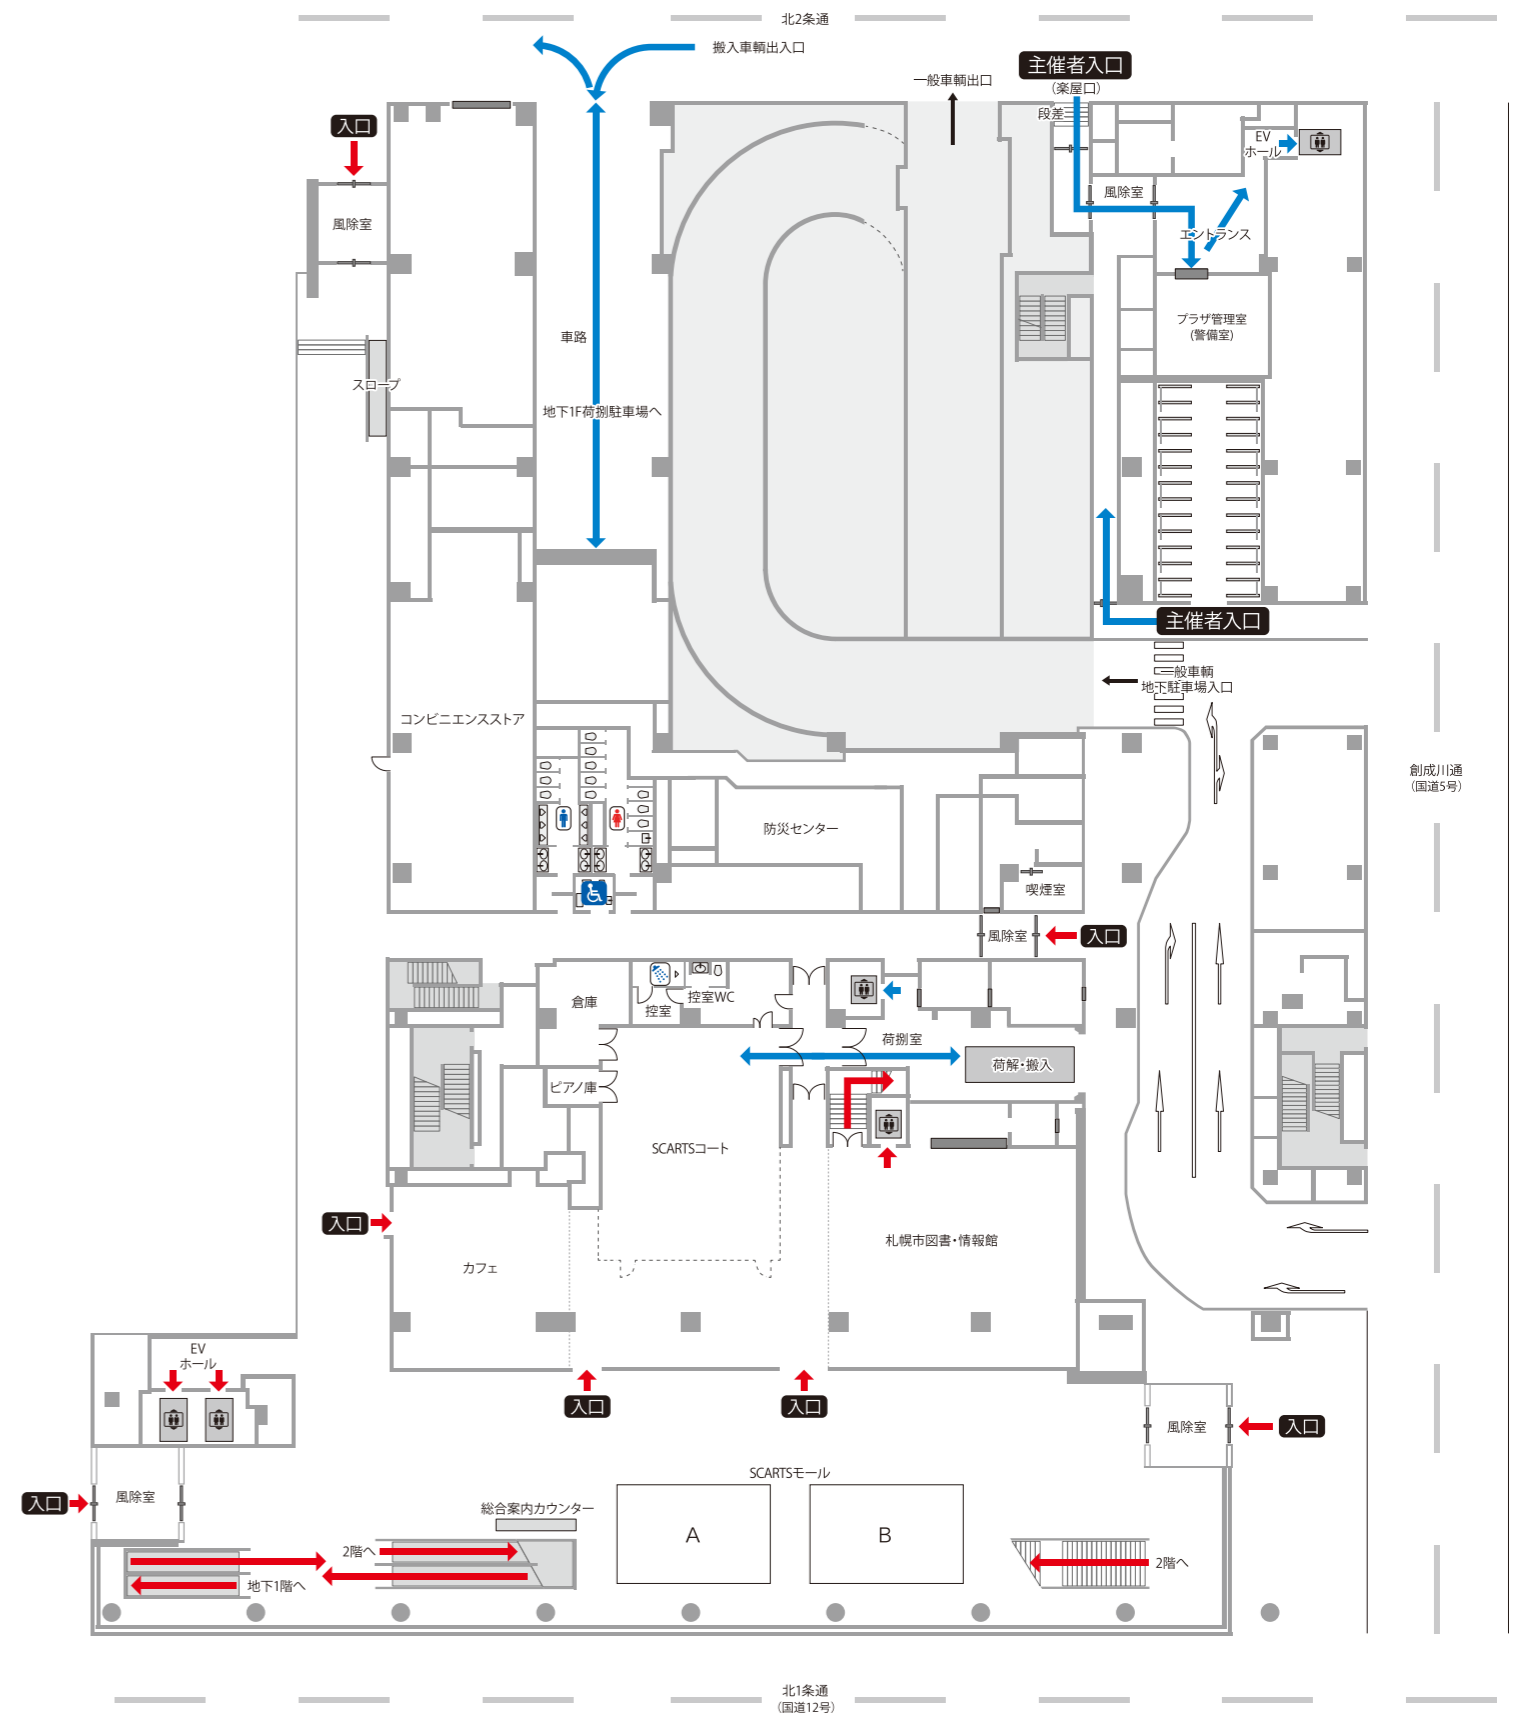 北2条通
搬入車輌出入口
主催者入口
(楽屋口)
一般車輌出口
段差
入口
EV
ホール
風除室
風除室
エントランス
プラザ管理室
(警備室)
車路
スロープ
地下1F荷捌駐車場へ
主催者入口
一般車輌
地下駐車場入口
コンビニエンスストア
創成川通
(国道5号)
防災センター
喫煙室
風除室
入口
倉庫
控室
控室WC
荷捌室
荷解・搬入
ピアノ庫
SCARTSコート
入口
カフェ
札幌市図書・情報館
EV
ホール
入口
入口
風除室
入口
SCARTSモール
入口
風除室
総合案内カウンター
A
B
2階へ
2階へ
地下1階へ
北1条通
(国道12号)